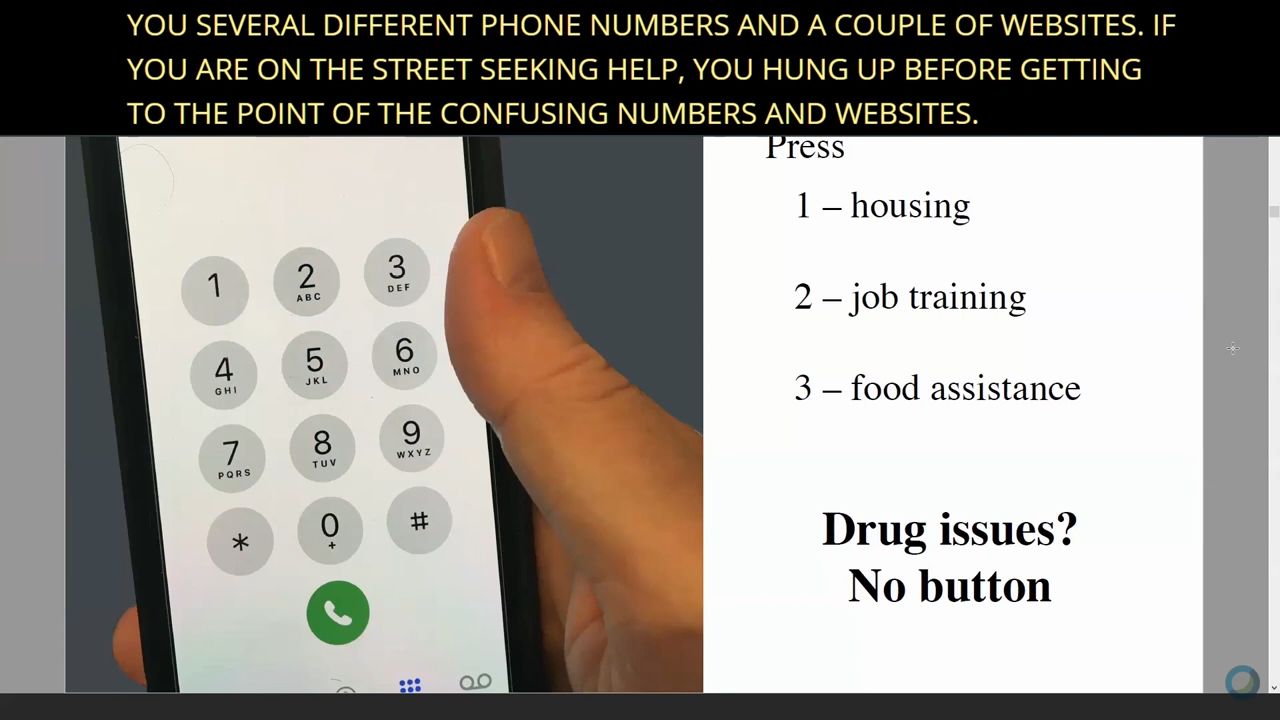 YOU SEVERAL DIFFERENT PHONE NUMBERS AND A COUPLE OF WEBSITES. IF
YOU ARE ON THE STREET SEEKING HELP, YOU HUNG UP BEFORE GETTING
TO THE POINT OF THE CONFUSING NUMBERS AND WEBSITES.
Press
1 – housing
2 – job training
3 – food assistance
Drug issues?
No button
1
2
ABC
3
DEF
4
GHI
5
JKL
6
MNO
7
PQRS
8
TUV
9
WXYZ
*
0
+
#